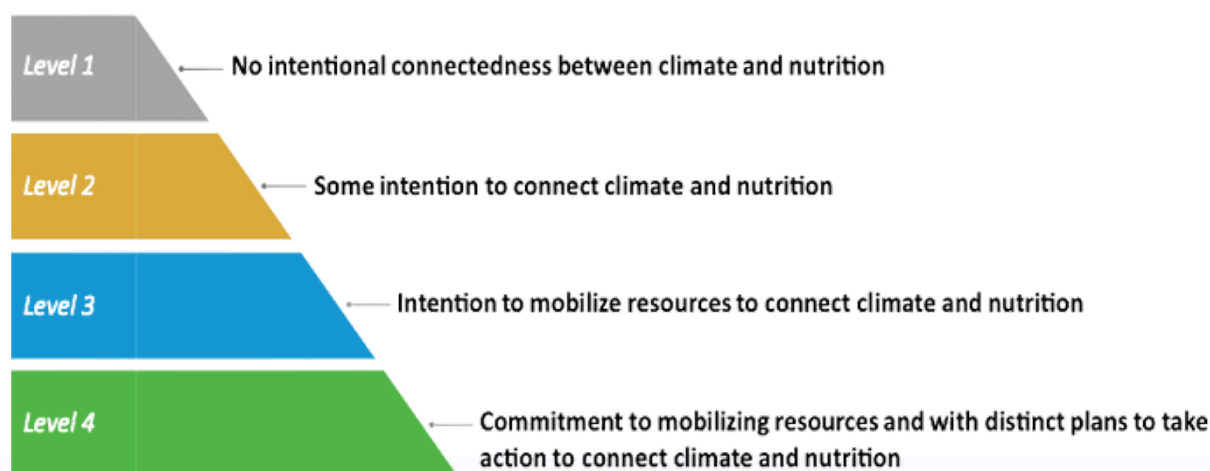 Level 1
No intentional connectedness between climate and nutrition
Level 2
Some intention to connect climate and nutrition
Level 3
Intention to mobilize resources to connect climate and nutrition
Level 4
Commitment to mobilizing resources and with distinct plans to take
action to connect climate and nutrition